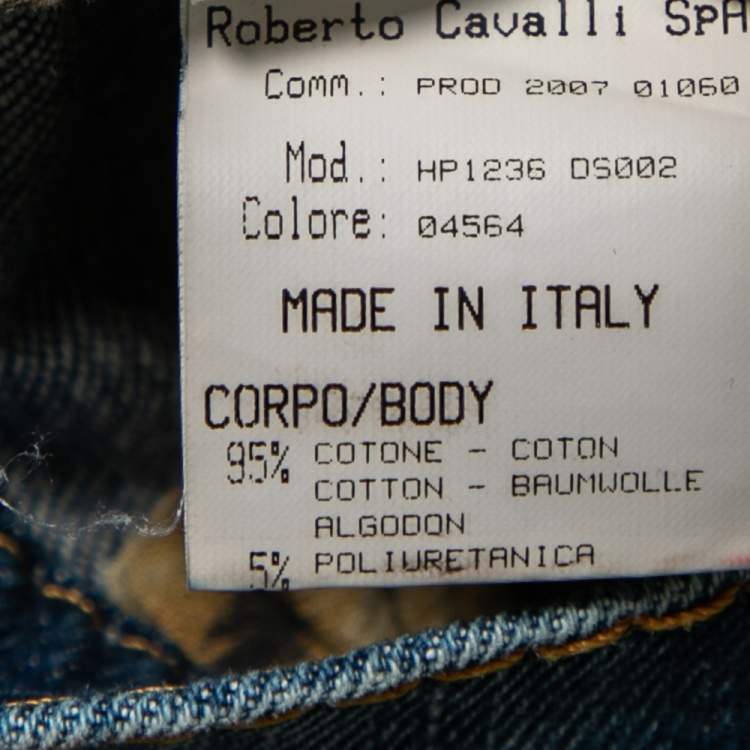 Roberto Cavalli SpA
Comm.: PROD 2007 01060
Mod.: HP1236 DS002
Colore: 04564
MADE IN ITALY
CORPO/BODY
95% COTONE - COTON
COTTON - BAUMWOLLE
ALGODON
5% POLIURETANICA